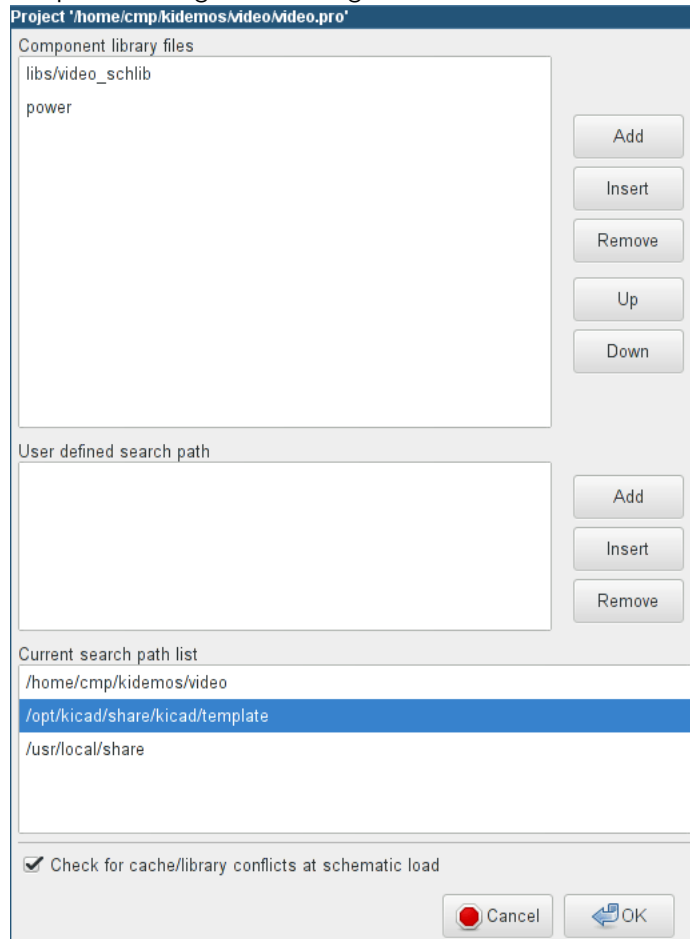 Project '/home/cmp/kidemos/video/video.pro'
Component library files
libs/video_schlib
power
Add
Insert
Remove
Up
Down
User defined search path
Add
Insert
Remove
Current search path list
/home/cmp/kidemos/video
/opt/kicad/share/kicad/template
/usr/local/share
Check for cache/library conflicts at schematic load
Cancel
OK